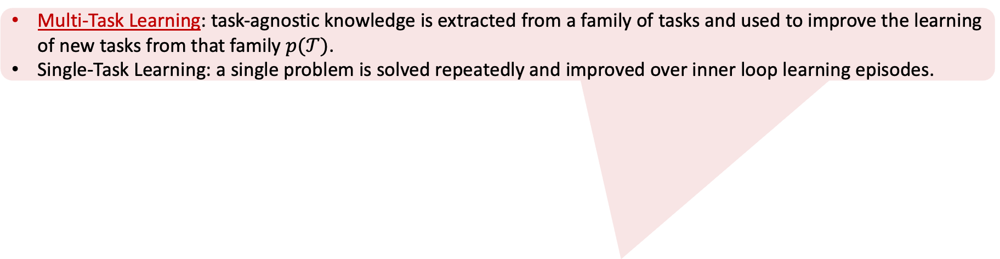 • Multi-Task Learning: task-agnostic knowledge is extracted from a family of tasks and used to improve the learning
of new tasks from that family 𝑝(𝒯).
• Single-Task Learning: a single problem is solved repeatedly and improved over inner loop learning episodes.